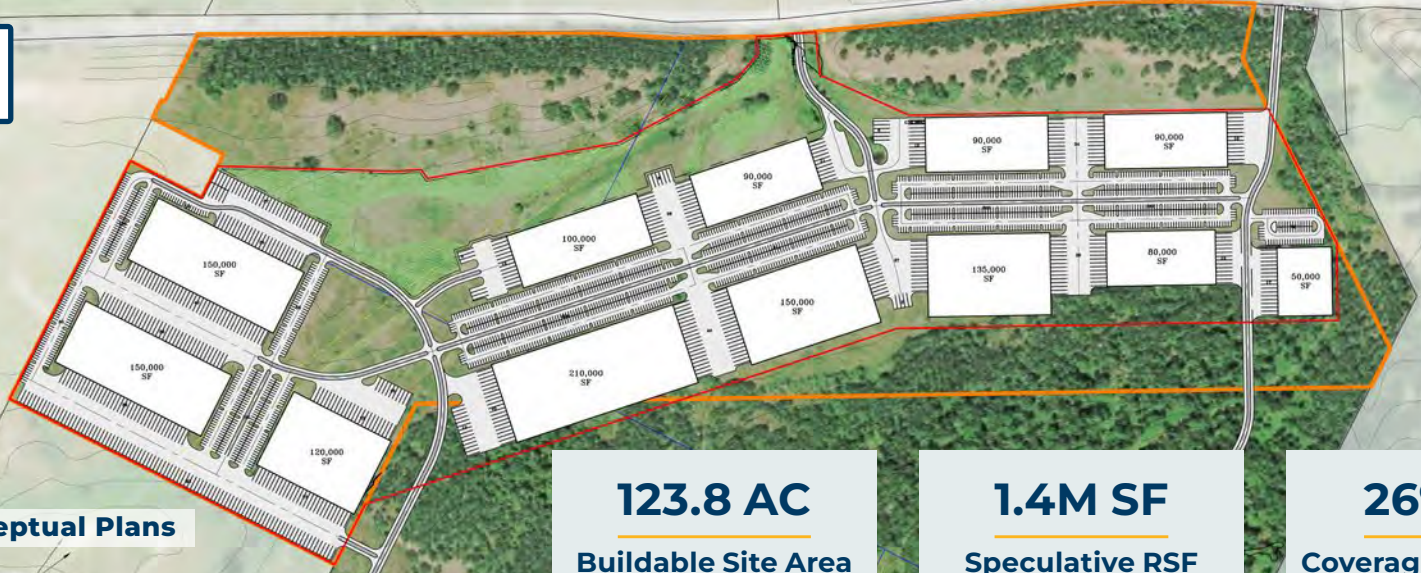 90,000
SF
90,000
SF
90,000
SF
100,000
SF
150,000
SF
135,000
SF
80,000
SF
50,000
SF
150,000
SF
150,000
SF
210,000
SF
120,000
SF
eptual Plans
123.8 AC
Buildable Site Area
1.4M SF
Speculative RSF
26
Coverag